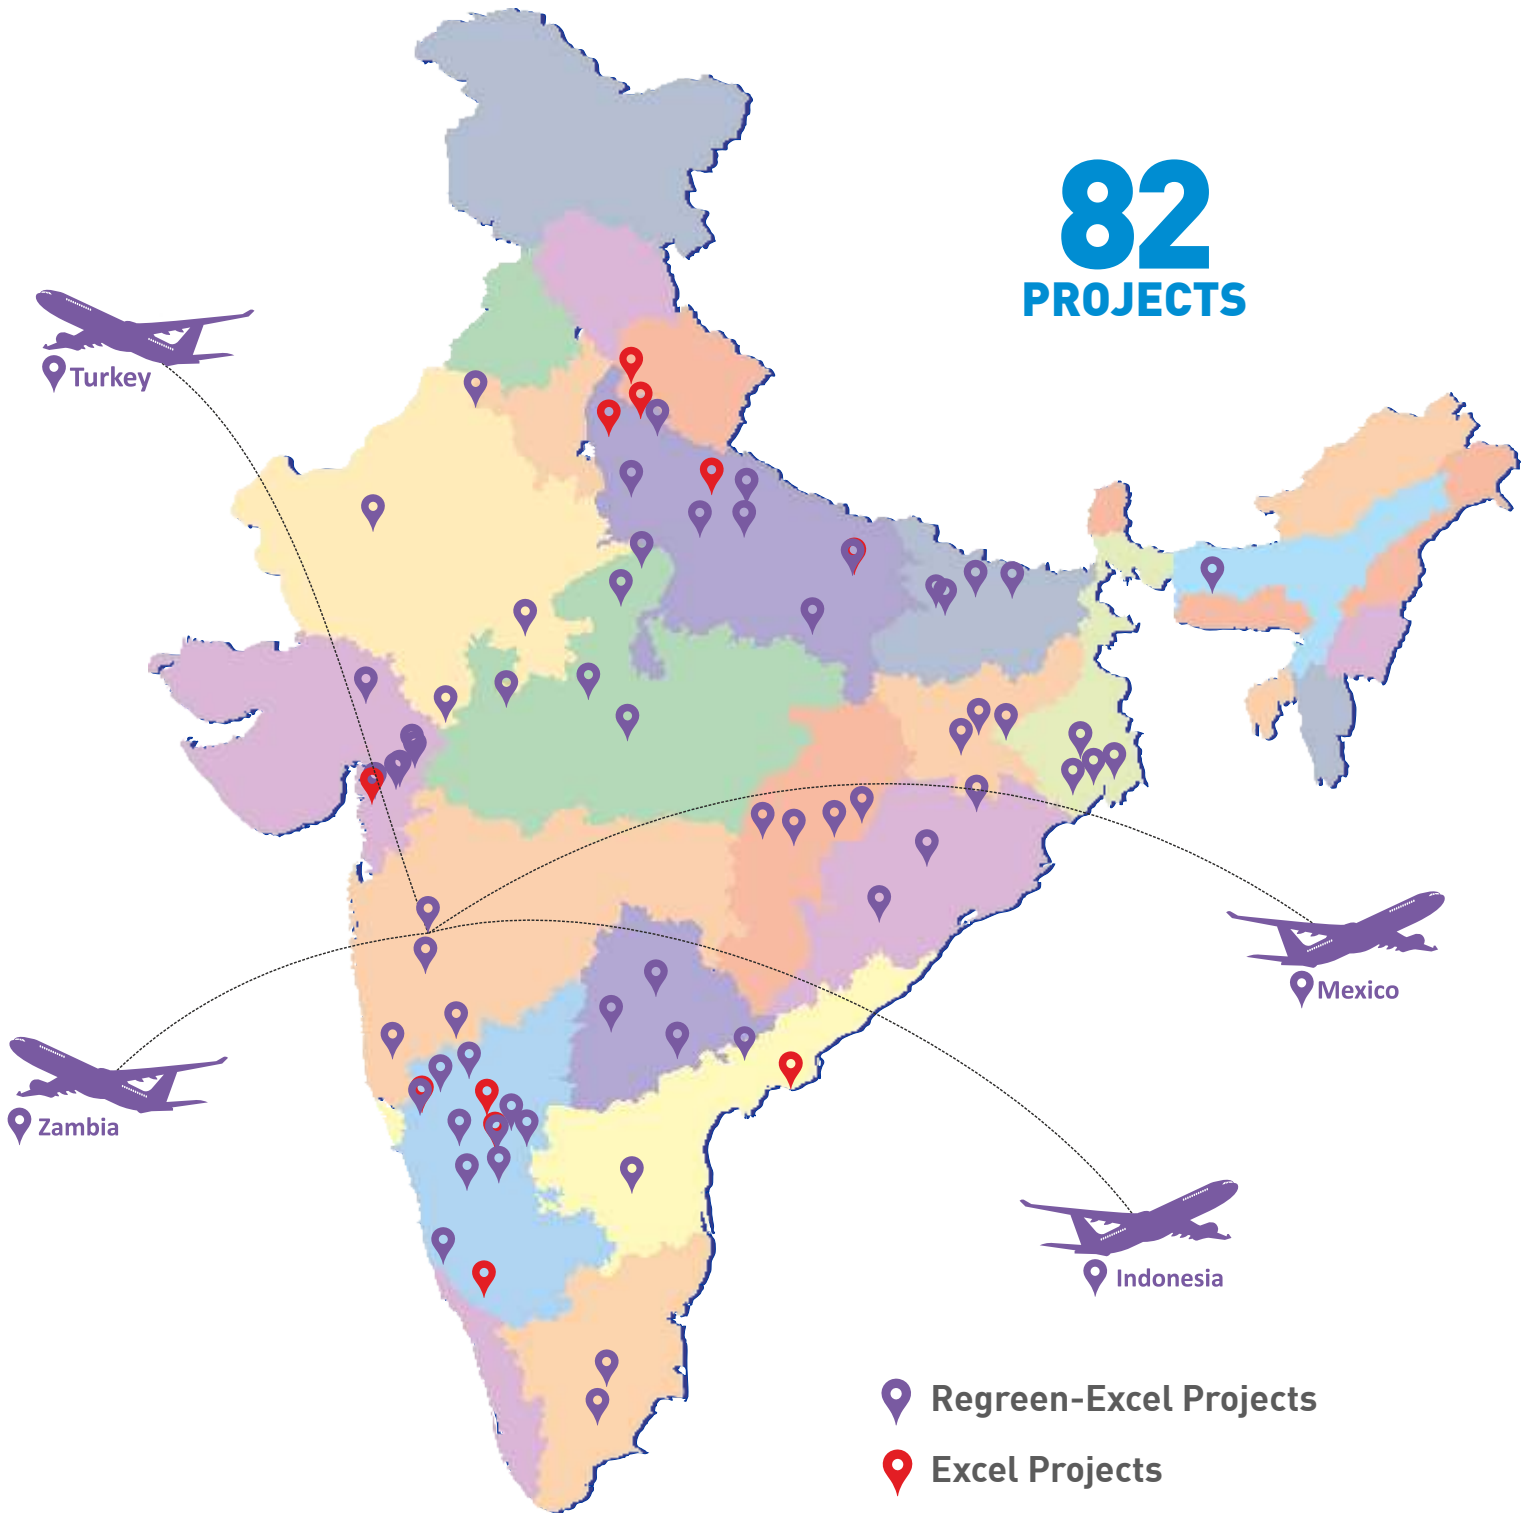 82
PROJECTS
Turkey
Mexico
Zambia
Indonesia
Regreen-Excel Projects
Excel Projects